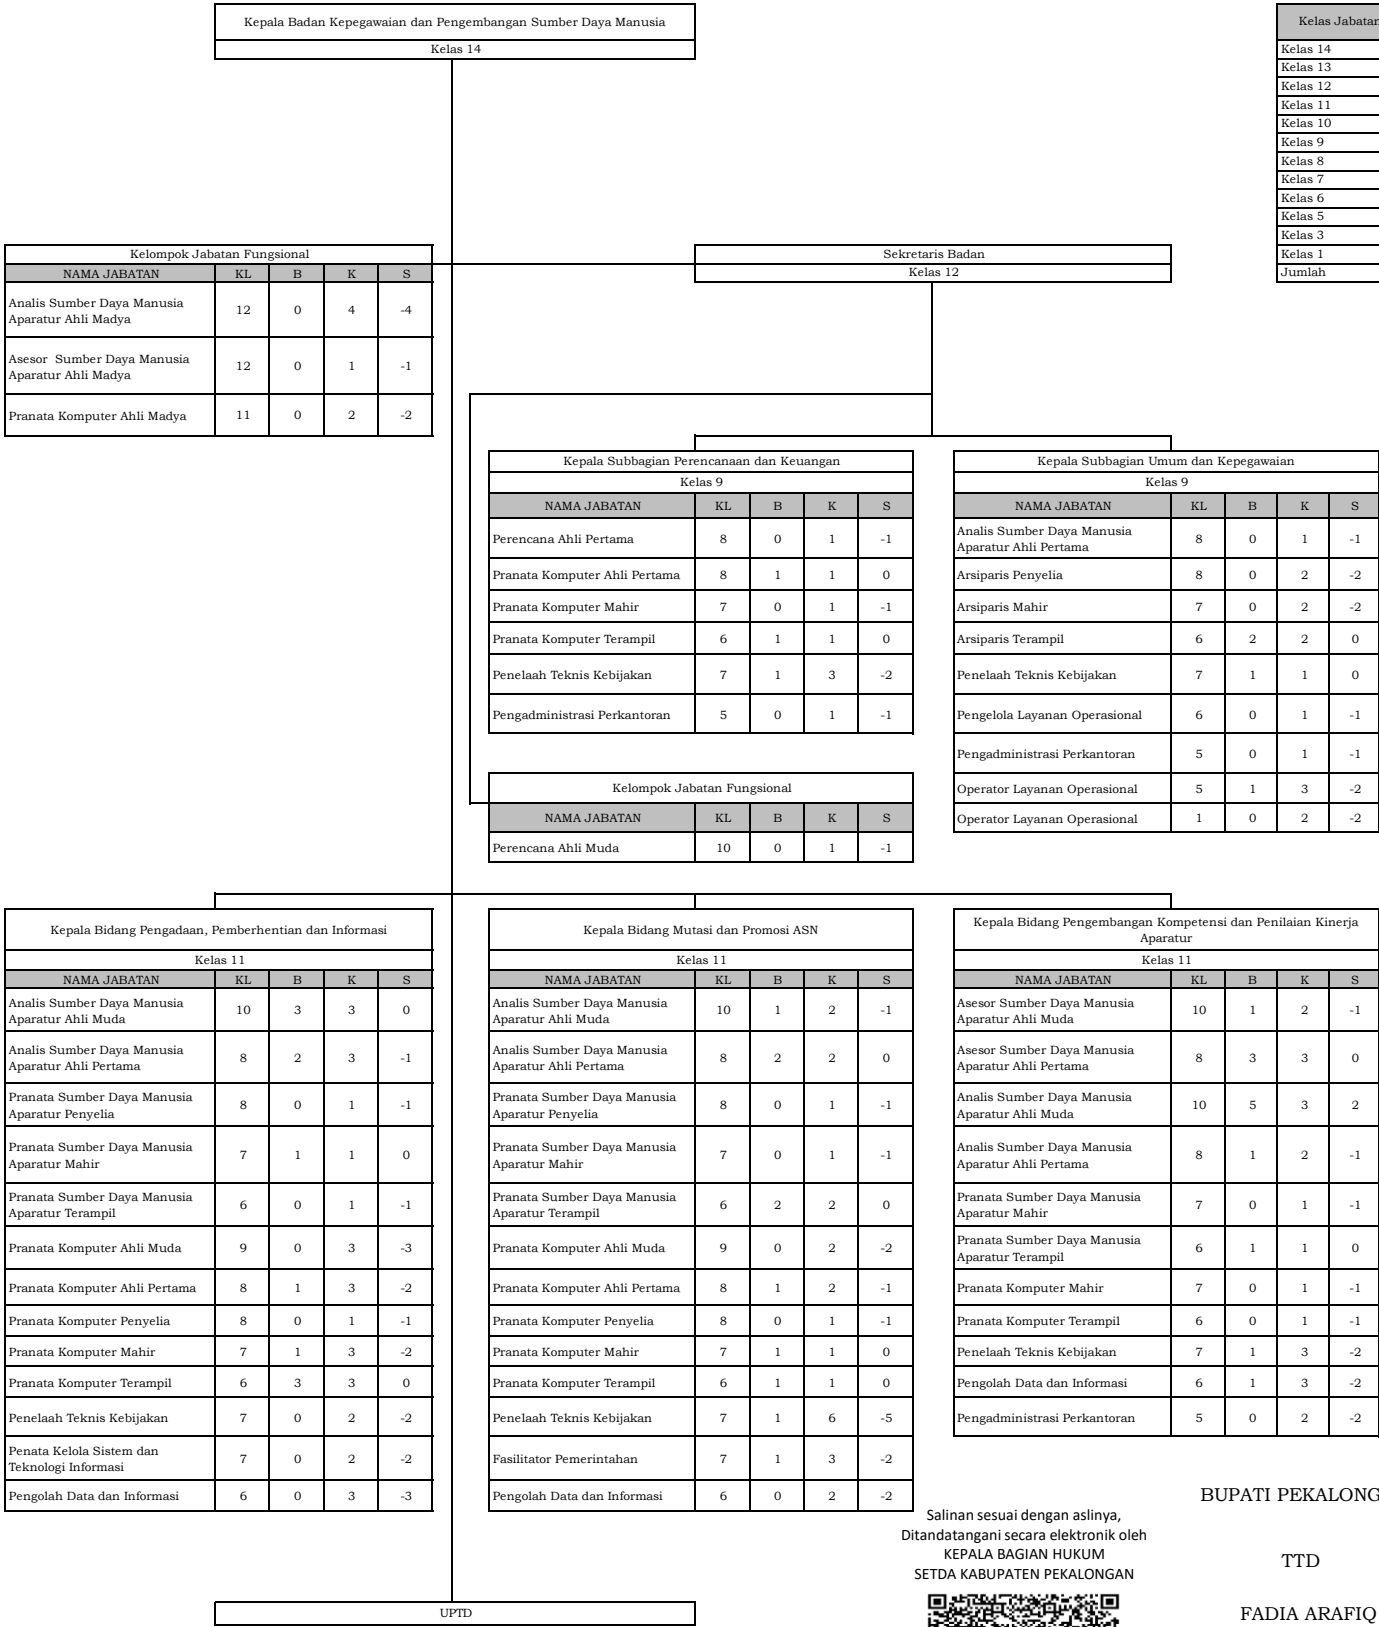 Kepala Badan Kepegawaian dan Pengembangan Sumber Daya Manusia
Kelas 14
Kelas Jabatan
Kelas 14
Kelas 13
Kelas 12
Kelas 11
Kelas 10
Kelas 9
Kelas 8
Kelas 7
Kelas 6
Kelas 5
Kelas 3
Kelas 1
Jumlah
Kelompok Jabatan Fungsional
NAMA JABATAN KL B K S
Analis Sumber Daya Manusia
Aparatur Ahli Madya 12 0 4 -4
Asesor Sumber Daya Manusia
Aparatur Ahli Madya 12 0 1 -1
Pranata Komputer Ahli Madya 11 0 2 -2
Sekretaris Badan
Kelas 12
Kepala Subbagian Perencanaan dan Keuangan
Kelas 9
NAMA JABATAN KL B K S
Perencana Ahli Pertama 8 0 1 -1
Pranata Komputer Ahli Pertama 8 1 1 0
Pranata Komputer Mahir 7 0 1 -1
Pranata Komputer Terampil 6 1 1 0
Penelaah Teknis Kebijakan 7 1 3 -2
Pengadministrasi Perkantoran 5 0 1 -1
Kelompok Jabatan Fungsional
NAMA JABATAN KL B K S
Perencana Ahli Muda 10 0 1 -1
Kepala Subbagian Umum dan Kepegawaian
Kelas 9
NAMA JABATAN KL B K S
Analis Sumber Daya Manusia
Aparatur Ahli Pertama 8 0 1 -1
Arsiparis Penyelia 8 0 2 -2
Arsiparis Mahir 7 0 2 -2
Arsiparis Terampil 6 2 2 0
Penelaah Teknis Kebijakan 7 1 1 0
Pengelola Layanan Operasional 6 0 1 -1
Pengadministrasi Perkantoran 5 0 1 -1
Operator Layanan Operasional 5 1 3 -2
Operator Layanan Operasional 1 0 2 -2
Kepala Bidang Pengadaan, Pemberhentian dan Informasi
Kelas 11
NAMA JABATAN KL B K S
Analis Sumber Daya Manusia
Aparatur Ahli Muda 10 3 3 0
Analis Sumber Daya Manusia
Aparatur Ahli Pertama 8 2 3 -1
Pranata Sumber Daya Manusia
Aparatur Penyelia 8 0 1 -1
Pranata Sumber Daya Manusia
Aparatur Mahir 7 1 1 0
Pranata Sumber Daya Manusia
Aparatur Terampil 6 0 1 -1
Pranata Komputer Ahli Muda 9 0 3 -3
Pranata Komputer Ahli Pertama 8 1 3 -2
Pranata Komputer Penyelia 8 0 1 -1
Pranata Komputer Mahir 7 1 3 -2
Pranata Komputer Terampil 6 3 3 0
Penelaah Teknis Kebijakan 7 0 2 -2
Penata Kelola Sistem dan
Teknologi Informasi 7 0 2 -2
Pengolah Data dan Informasi 6 0 3 -3
Kepala Bidang Mutasi dan Promosi ASN
Kelas 11
NAMA JABATAN KL B K S
Analis Sumber Daya Manusia
Aparatur Ahli Muda 10 1 2 -1
Analis Sumber Daya Manusia
Aparatur Ahli Pertama 8 2 2 0
Pranata Sumber Daya Manusia
Aparatur Penyelia 8 0 1 -1
Pranata Sumber Daya Manusia
Aparatur Mahir 7 0 1 -1
Pranata Sumber Daya Manusia
Aparatur Terampil 6 2 2 0
Pranata Komputer Ahli Muda 9 0 2 -2
Pranata Komputer Ahli Pertama 8 1 2 -1
Pranata Komputer Penyelia 8 0 1 -1
Pranata Komputer Mahir 7 1 1 0
Pranata Komputer Terampil 6 1 1 0
Penelaah Teknis Kebijakan 7 1 6 -5
Fasilitator Pemerintahan 7 1 3 -2
Pengolah Data dan Informasi 6 0 2 -2
Kepala Bidang Pengembangan Kompetensi dan Penilaian Kinerja
Aparatur
Kelas 11
NAMA JABATAN KL B K S
Asesor Sumber Daya Manusia
Aparatur Ahli Muda 10 1 2 -1
Asesor Sumber Daya Manusia
Aparatur Ahli Pertama 8 3 3 0
Analis Sumber Daya Manusia
Aparatur Ahli Muda 10 5 3 2
Analis Sumber Daya Manusia
Aparatur Ahli Pertama 8 1 2 -1
Pranata Sumber Daya Manusia
Aparatur Mahir 7 0 1 -1
Pranata Sumber Daya Manusia
Aparatur Terampil 6 1 1 0
Pranata Komputer Mahir 7 0 1 -1
Pranata Komputer Terampil 6 0 1 -1
Penelaah Teknis Kebijakan 7 1 3 -2
Pengolah Data dan Informasi 6 1 3 -2
Pengadministrasi Perkantoran 5 0 2 -2
Salinan sesuai dengan aslinya,
Ditandatangani secara elektronik oleh
KEPALA BAGIAN HUKUM
SETDA KABUPATEN PEKALONGAN
BUPATI PEKALONG
TTD
FADIA ARAFIQ
UPTD